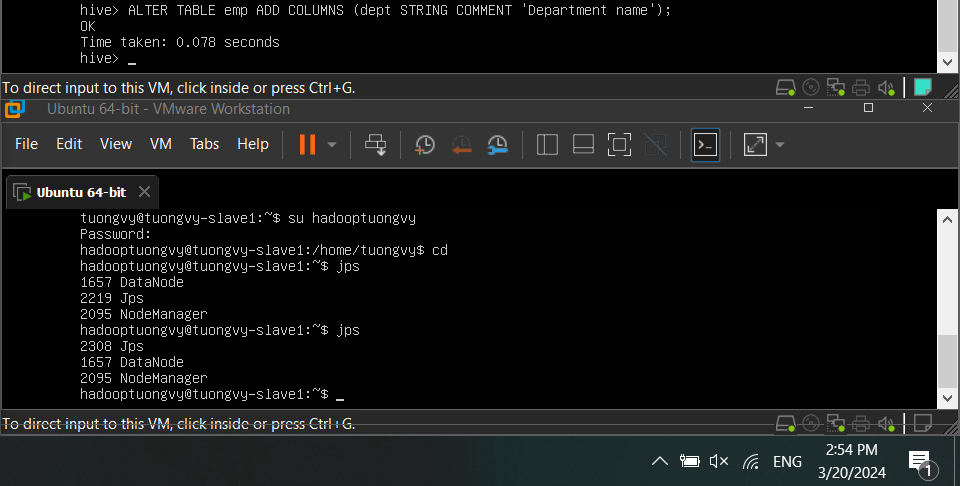 hive> ALTER TABLE emp ADD COLUMNS (dept STRING COMMENT 'Department name');
OK
Time taken: 0.078 seconds
hive> _
To direct input to this VM, click inside or press Ctrl+G.
Ubuntu 64-bit - VMware Workstation
File Edit View VM Tabs Help
Ubuntu 64-bit
tuongvy@tuongvy-slave1:~$ su hadooptuongvy
Password:
hadooptuongvy@tuongvy-slave1:/home/tuongvy$ cd
hadooptuongvy@tuongvy-slave1:~$ jps
1657 DataNode
2219 Jps
2095 NodeManager
hadooptuongvy@tuongvy-slave1:~$ jps
2308 Jps
1657 DataNode
2095 NodeManager
hadooptuongvy@tuongvy-slave1:~$ _
To direct input to this VM, click inside or press Ctrl+G.
ENG
2:54 PM
3/20/2024
1